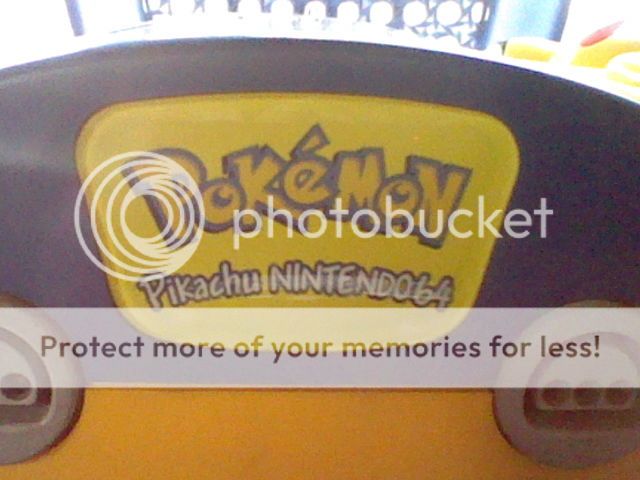 POKéMON
photobucket
Pikachu NINTENDO64
Protect more of your memories for less!